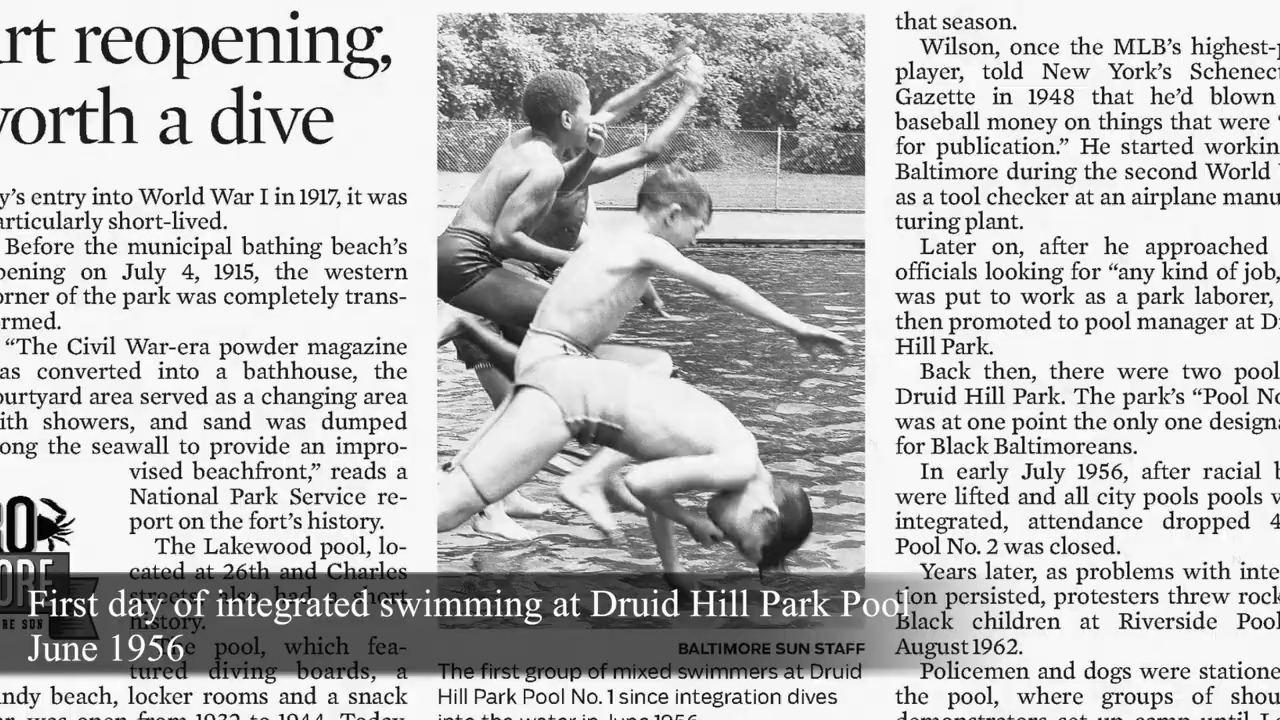 rt reopening,
worth a dive
y's entry into World War I in 1917, it was
articularly short-lived.
Before the municipal bathing beach's
pening on July 4, 1915, the western
orner of the park was completely trans-
rmed.
"The Civil War-era powder magazine
as converted into a bathhouse, the
ourtyard area served as a changing area
ith showers, and sand was dumped
ong the seawall to provide an impro-
vised beachfront," reads a
National Park Service re-
port on the fort's history.
The Lakewood pool, lo-
cated at 26th and Charles
streets, also had a short
history.
The pool, which fea-
tured diving boards, a
ndy beach, locker rooms and a snack
was open from 1932 to 1944. Today
BALTIMORE SUN STAFF
The first group of mixed swimmers at Druid
Hill Park Pool No. 1 since integration dives
into the water in June 1956.
that season.
Wilson, once the MLB's highest-p
player, told New York's Schenect
Gazette in 1948 that he'd blown
baseball money on things that were "
for publication." He started workin
Baltimore during the second World
as a tool checker at an airplane manu
turing plant.
Later on, after he approached
officials looking for "any kind of job,
was put to work as a park laborer,
then promoted to pool manager at D
Hill Park.
Back then, there were two pool
Druid Hill Park. The park's "Pool No
was at one point the only one designa
for Black Baltimoreans.
In early July 1956, after racial b
were lifted and all city pools pools w
integrated, attendance dropped 4
Pool No. 2 was closed.
Years later, as problems with inte
ion persisted, protesters threw rock
Black children at Riverside Pool
August 1962.
Policemen and dogs were statione
the pool, where groups of shou
demonstrators set up camp until
First day of integrated swimming at Druid Hill Park Pool
June 1956